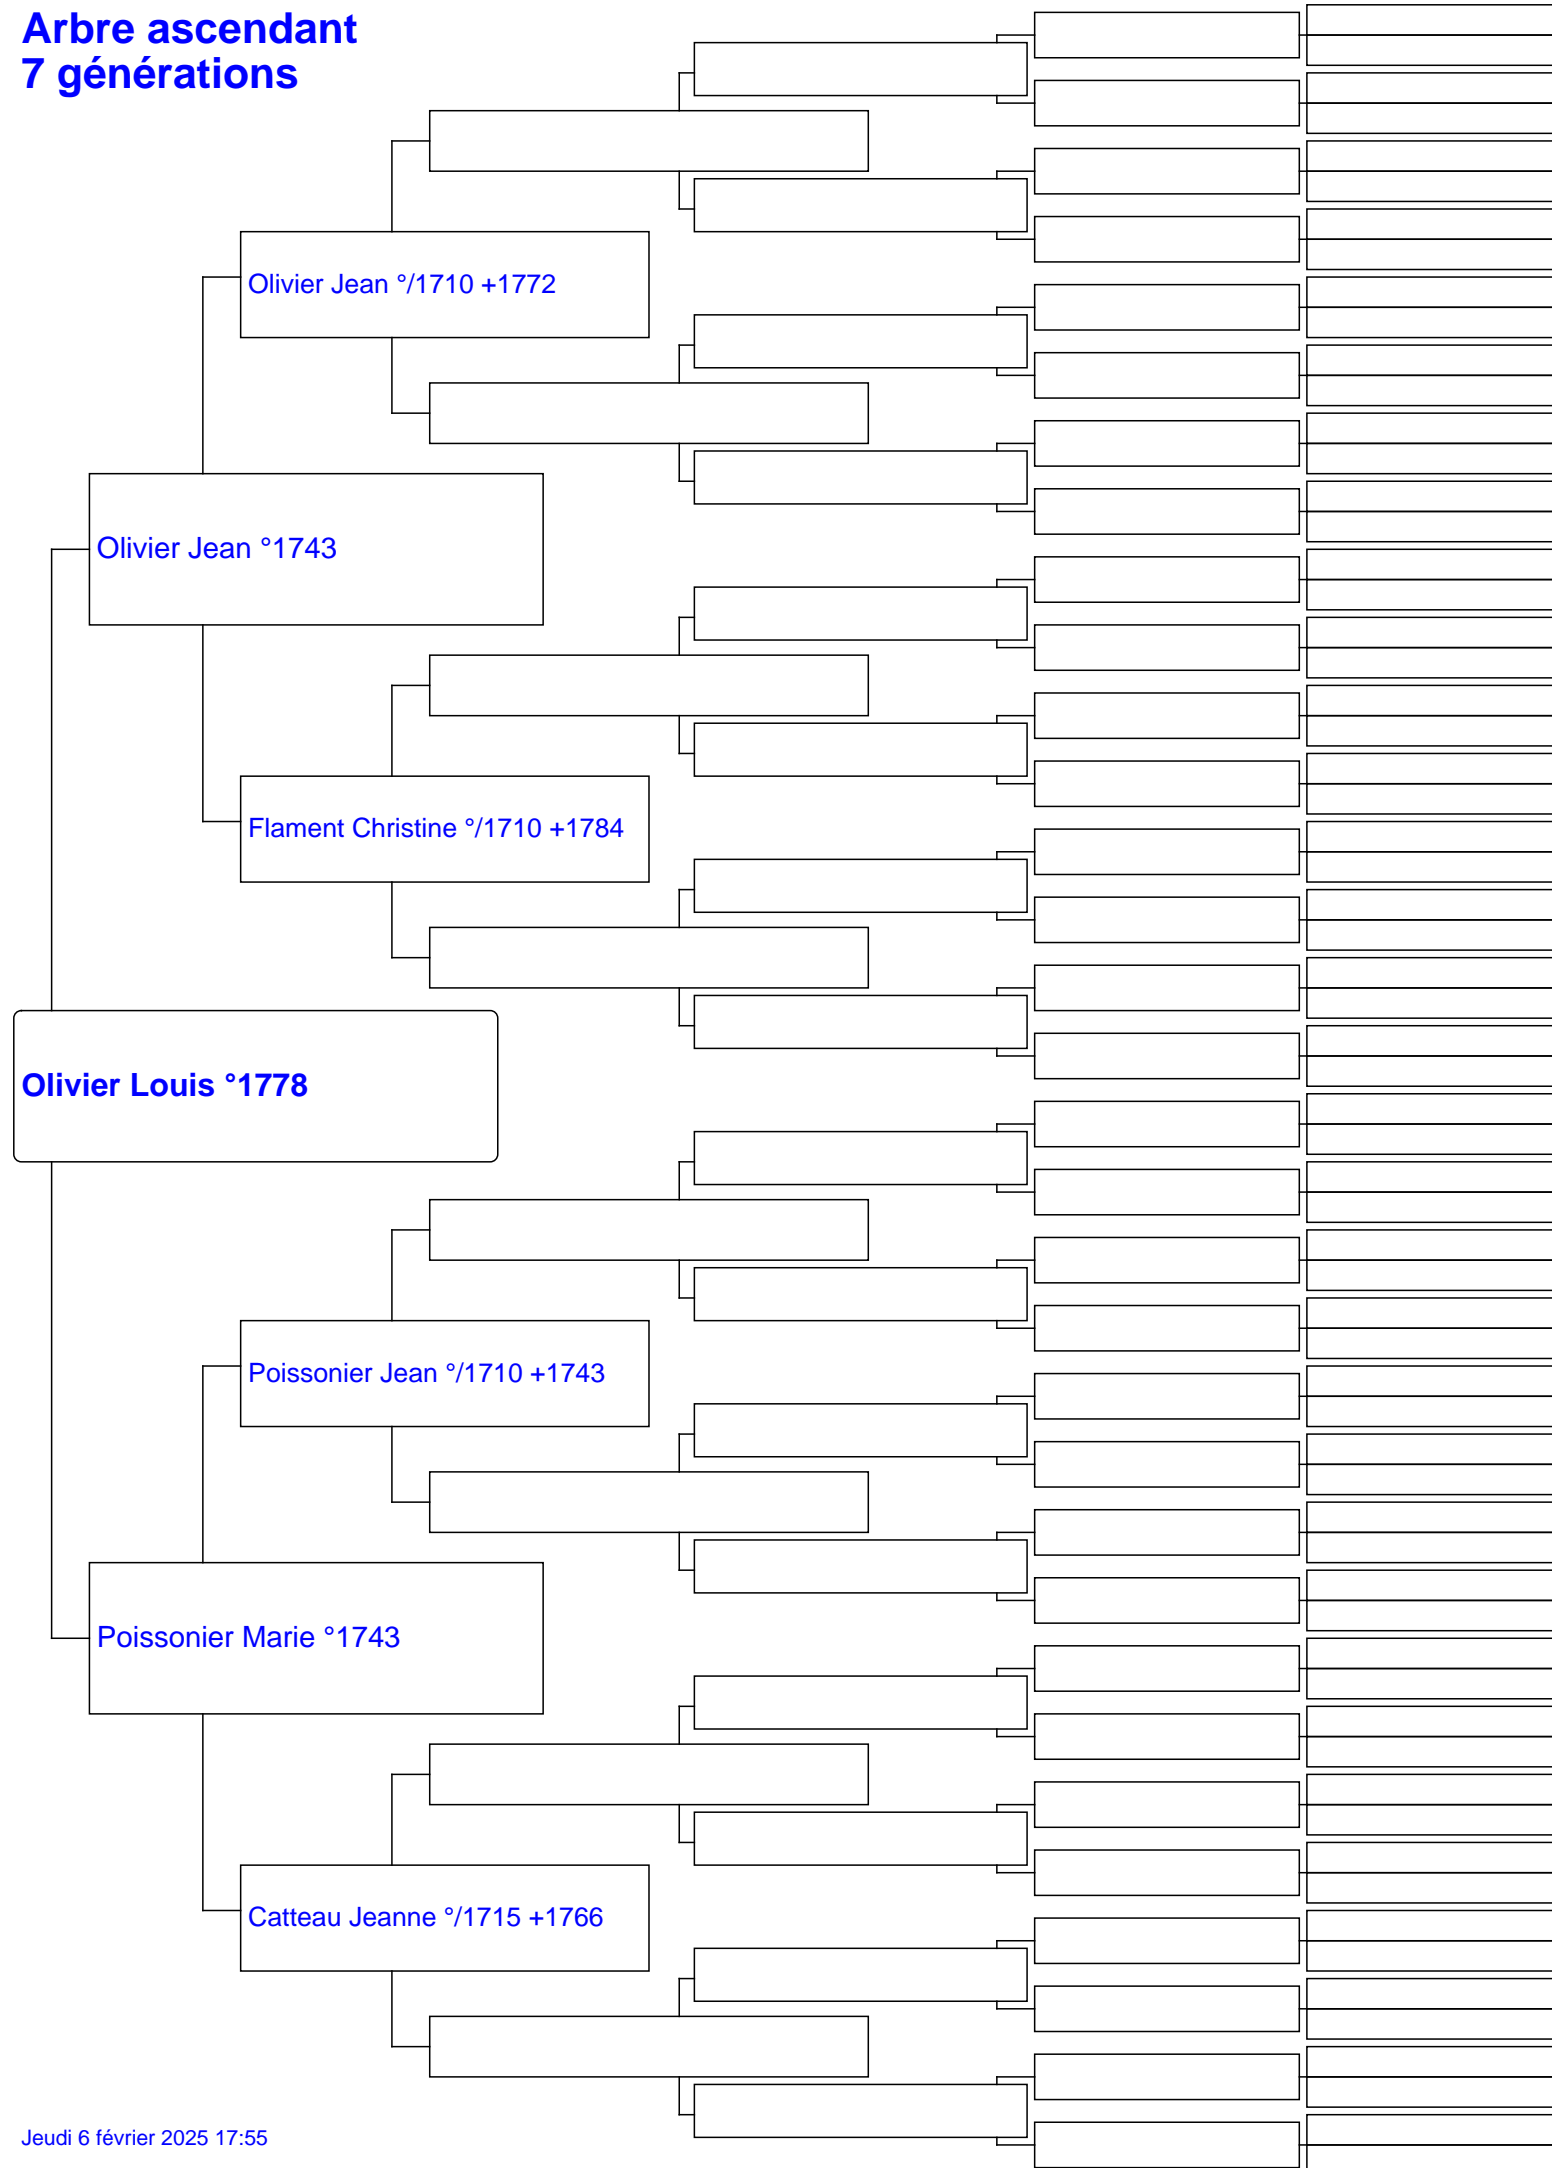 Arbre ascendant
7 générations
Olivier Jean °/1710 +1772
Olivier Jean °1743
Flament Christine °/1710 +1784
Olivier Louis °1778
Poissonier Jean °/1710 +1743
Poissonier Marie °1743
Catteau Jeanne °/1715 +1766
Jeudi 6 février 2025 17:55